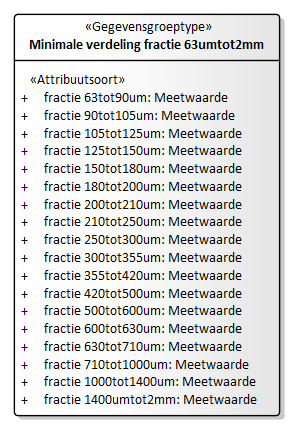 «Gegevensgroeptype»
Minimale verdeling fractie 63umtot2mm
«Attribuutsoort»
+ fractie 63tot90um: Meetwaarde
+ fractie 90tot105um: Meetwaarde
+ fractie 105tot125um: Meetwaarde
+ fractie 125tot150um: Meetwaarde
+ fractie 150tot180um: Meetwaarde
+ fractie 180tot200um: Meetwaarde
+ fractie 200tot210um: Meetwaarde
+ fractie 210tot250um: Meetwaarde
+ fractie 250tot300um: Meetwaarde
+ fractie 300tot355um: Meetwaarde
+ fractie 355tot420um: Meetwaarde
+ fractie 420tot500um: Meetwaarde
+ fractie 500tot600um: Meetwaarde
+ fractie 600tot630um: Meetwaarde
+ fractie 630tot710um: Meetwaarde
+ fractie 710tot1000um: Meetwaarde
+ fractie 1000tot1400um: Meetwaarde
+ fractie 1400umtot2mm: Meetwaarde